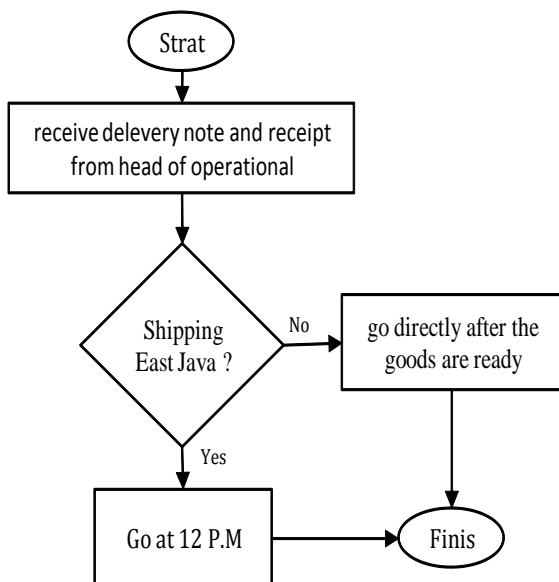 Strat
receive delevery note and receipt
from head of operational
Shipping
East Java ?
No
go directly after the
goods are ready
Yes
Go at 12 P.M
Finis